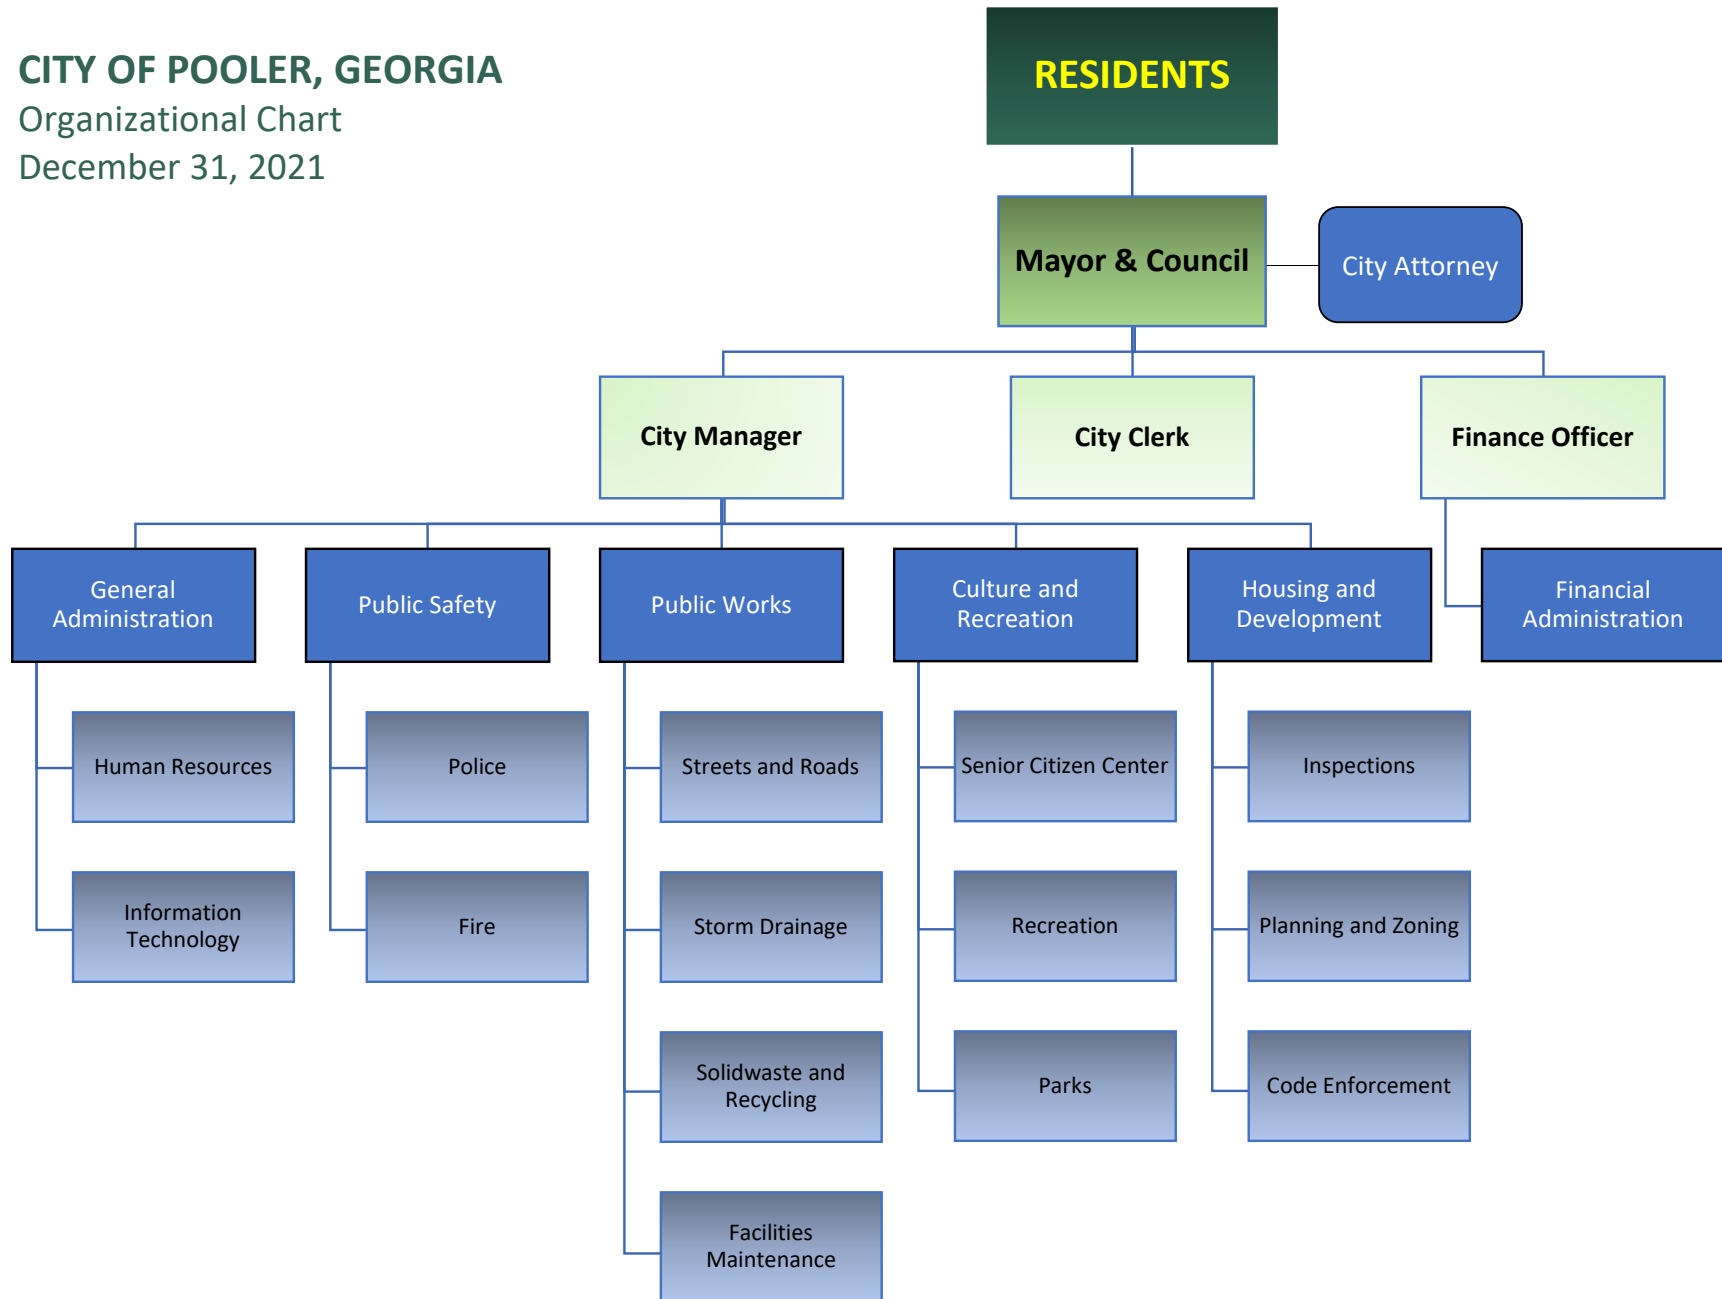 CITY OF POOLER, GEORGIA
Organizational Chart
December 31, 2021
RESIDENTS
Mayor & Council
City Attorney
City Manager
City Clerk
Finance Officer
General
Administration
Public Safety
Public Works
Culture and
Recreation
Housing and
Development
Financial
Administration
Human Resources
Police
Streets and Roads
Senior Citizen Center
Inspections
Information
Technology
Fire
Storm Drainage
Recreation
Planning and Zoning
Solidwaste and
Recycling
Parks
Code Enforcement
Facilities
Maintenance